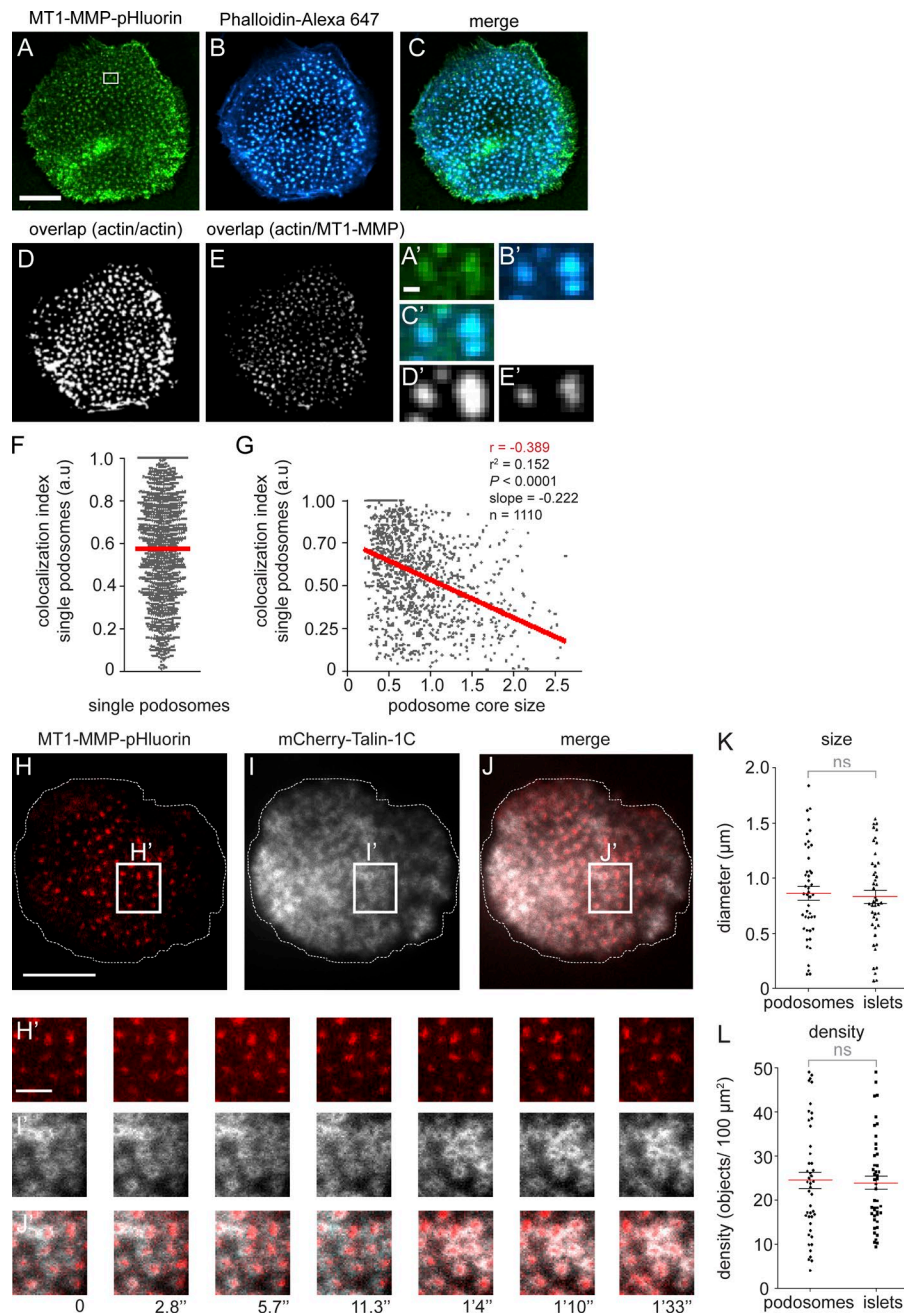 MT1-MMP-pHluorin Phalloidin-Alexa 647 merge
A B C
overlap (actin/actin) overlap (actin/MT1-MMP)
D E A' B'
C'
D' E'
F G
r = -0.389
r² = 0.152
P < 0.0001
slope = -0.222
n = 1110
colocalization index
single podosomes (a.u)
1.0
0.8
0.6
0.4
0.2
0
single podosomes
colocalization index
single podosomes (a.u)
1.00
0.70
0.50
0.25
0
0 0.5 1.0 1.5 2.0 2.5
podosome core size
MT1-MMP-pHluorin mCherry-Talin-1C merge
H I J
H' I' J'
K size
ns
diameter (µm)
2.0
1.5
1.0
0.5
0
podosomes islets
H'
I'
J'
0 2.8'' 5.7'' 11.3'' 1'4'' 1'10'' 1'33''
L density
ns
density (objects/ 100 µm²)
50
40
30
20
10
0
podosomes islets